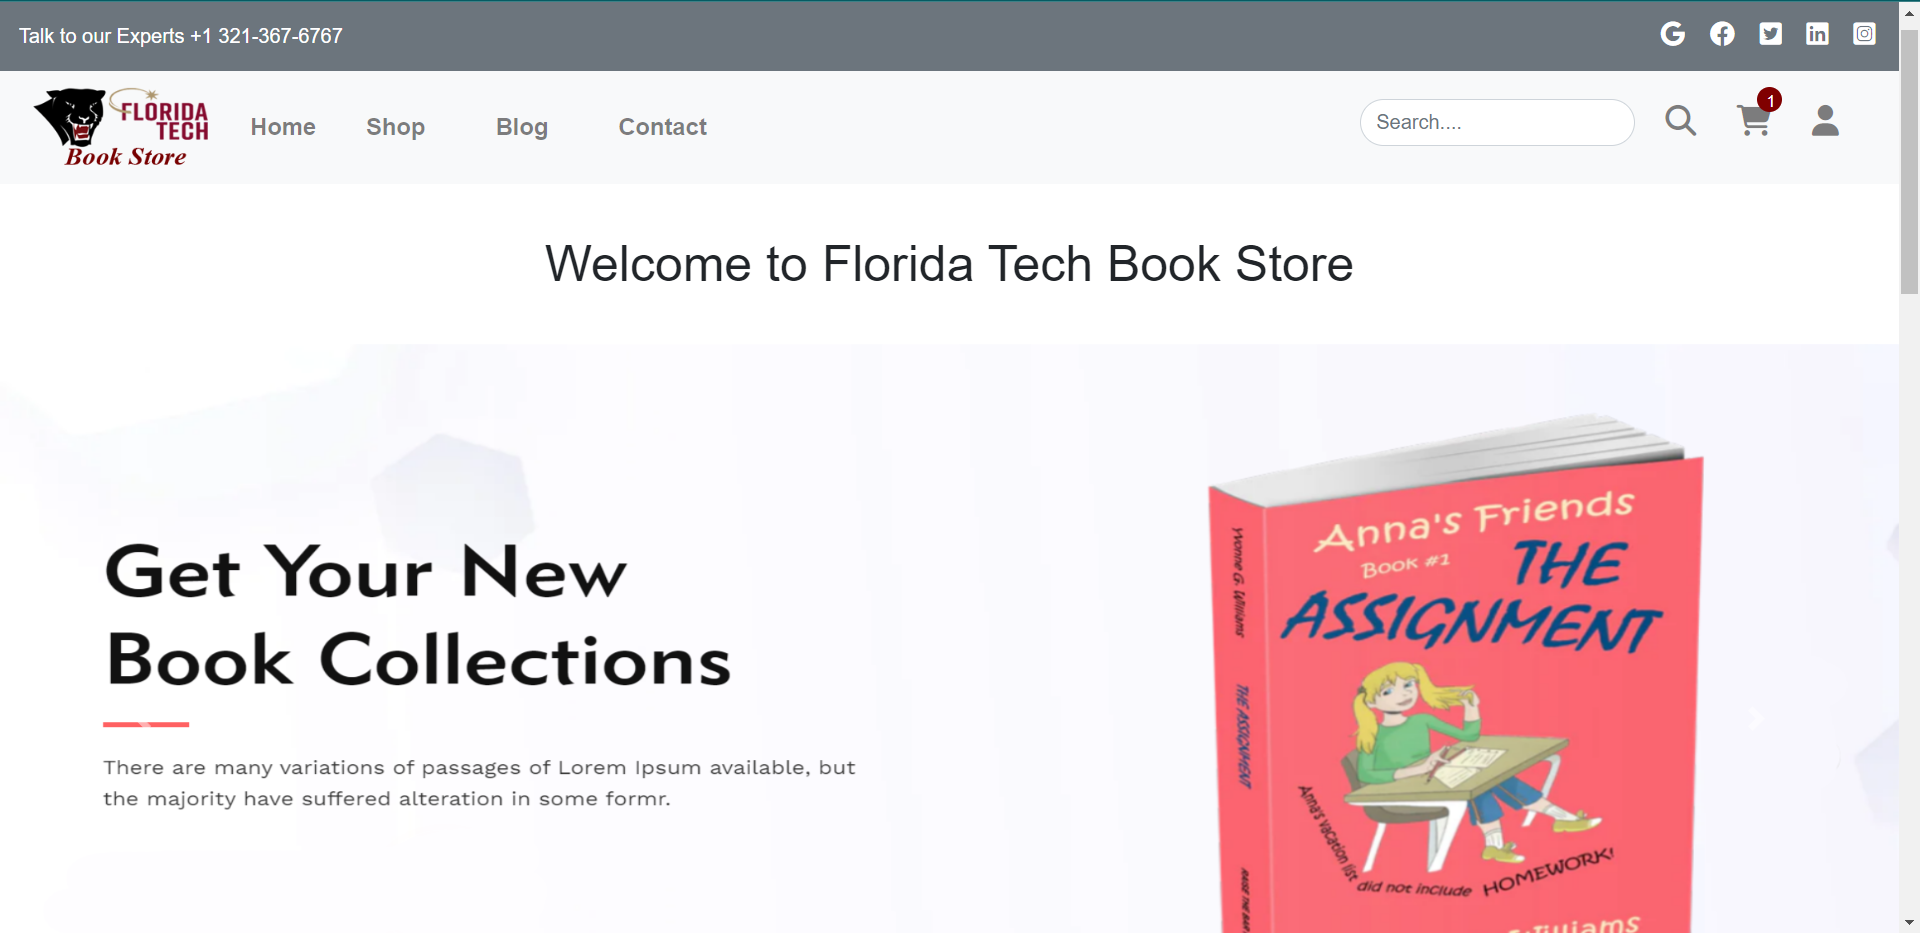 Talk to our Experts +1 321-367-6767
FLORIDA
TECH
Book Store
Home
Shop
Blog
Contact
Search....
1
Welcome to Florida Tech Book Store
Get Your New
Book Collections
There are many variations of passages of Lorem Ipsum available, but
the majority have suffered alteration in some formr.
Anna's Friends
Book #1
THE
ASSIGNMENT
Yvonne G. Williams
THE ASSIGNMENT
Anna's vacation list
did not include
HOMEWORK!
Williams